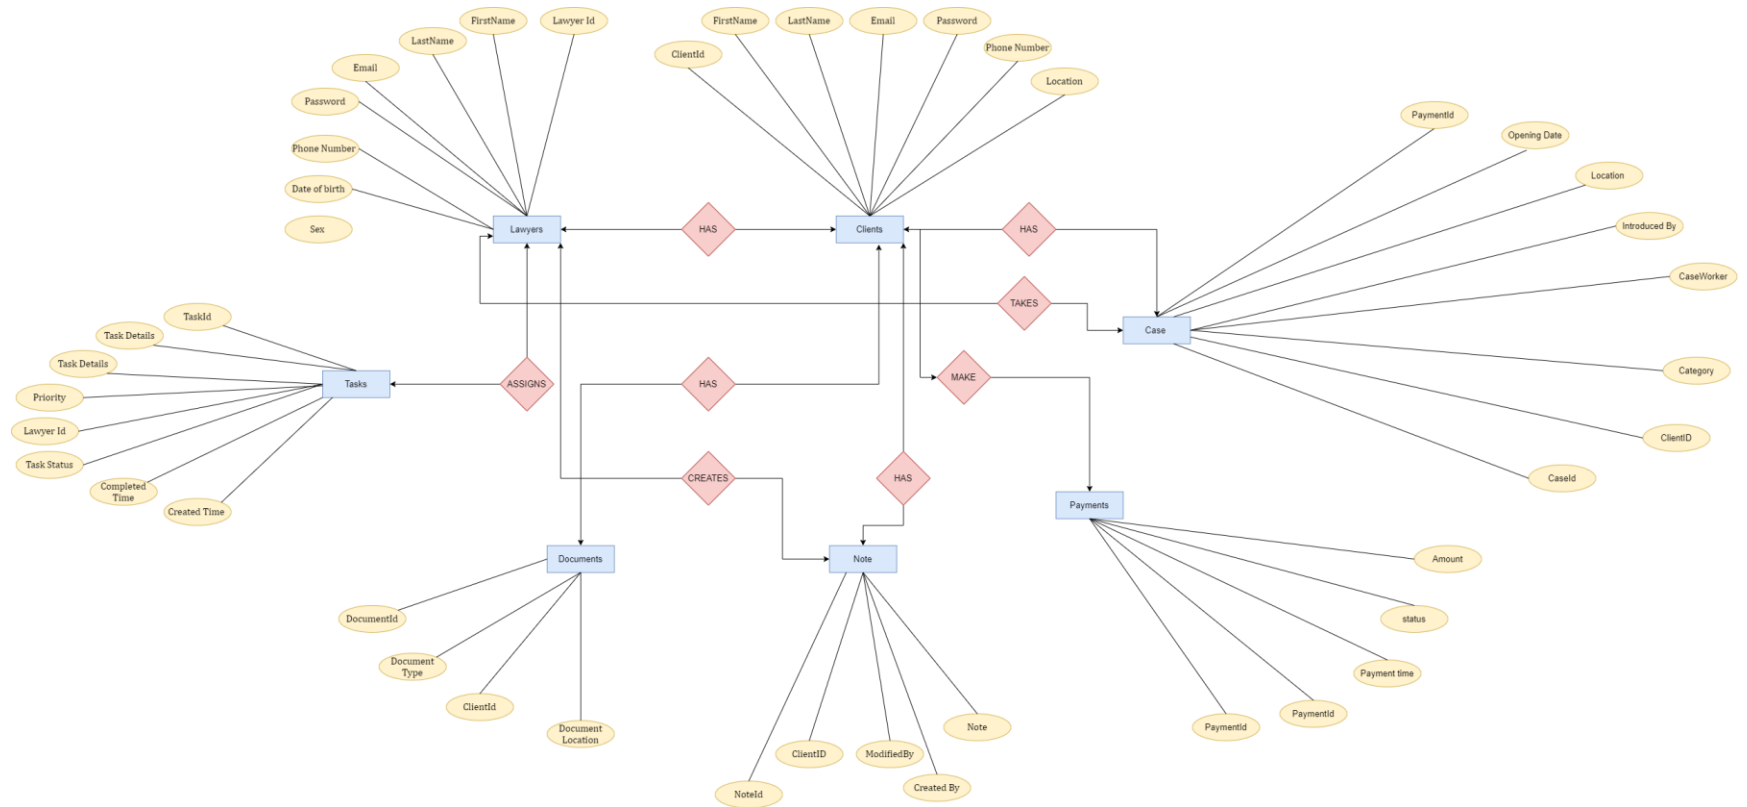 FirstName
Lawyer Id
FirstName
LastName
Email
Password
LastName
Phone Number
ClientId
Email
Location
Password
PaymentId
Opening Date
Phone Number
Location
Date of birth
Sex
Lawyers
HAS
Clients
HAS
Introduced By
CaseWorker
TAKES
Case
TaskId
Task Details
Task Details
Category
Tasks
ASSIGNS
HAS
MAKE
Priority
Lawyer Id
ClientID
Task Status
CREATES
HAS
CaseId
Completed
Time
Created Time
Payments
Documents
Note
Amount
DocumentId
status
Document
Type
Payment time
ClientId
PaymentId
PaymentId
Document
Location
Note
ClientID
ModifiedBy
Created By
NoteId